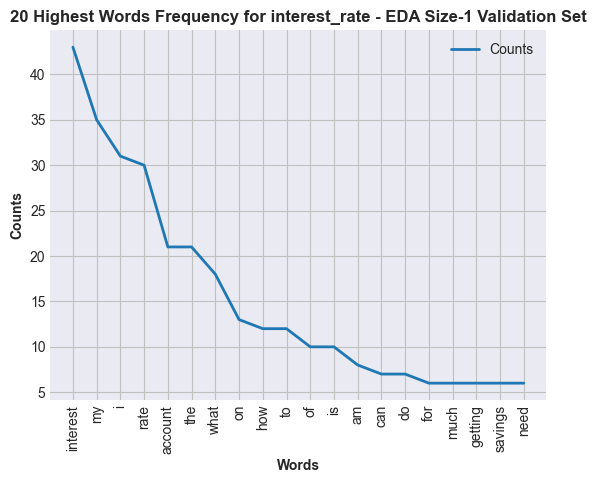 20 Highest Words Frequency for interest_rate - EDA Size-1 Validation Set
Counts
40
35
30
25
20
15
10
5
Counts
interest
my
i
rate
account
the
what
on
how
to
of
is
am
can
do
for
much
getting
savings
need
Words